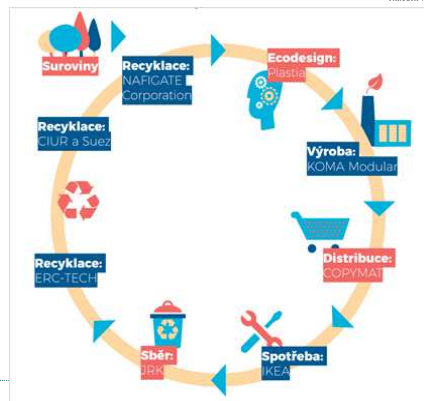 Suroviny
Recyklace:
NAFIGATE
Corporation
Ecodesign:
Plastia
Výroba:
KOMA Modular
Distribuce:
COPYMAT
Spotřeba:
IKEA
Sběr:
JRK
Recyklace:
ERC-TECH
Recyklace:
CIUR a Suez